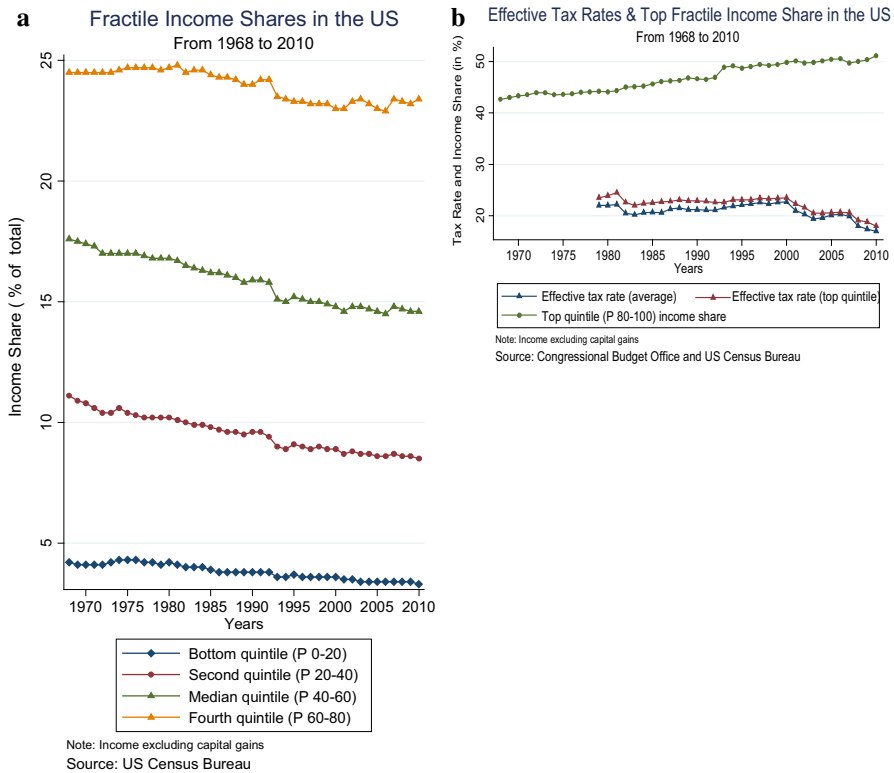 a
Fractile Income Shares in the US
From 1968 to 2010
Income Share ( % of total)
25
20
15
10
5
1970 1975 1980 1985 1990 1995 2000 2005 2010
Years
Bottom quintile (P 0-20)
Second quintile (P 20-40)
Median quintile (P 40-60)
Fourth quintile (P 60-80)
Note: Income excluding capital gains
Source: US Census Bureau
b
Effective Tax Rates & Top Fractile Income Share in the US
From 1968 to 2010
Tax Rate and Income Share (in %)
50
40
30
20
1970 1975 1980 1985 1990 1995 2000 2005 2010
Years
Effective tax rate (average) Effective tax rate (top quintile)
Top quintile (P 80-100) income share
Note: Income excluding capital gains
Source: Congressional Budget Office and US Census Bureau